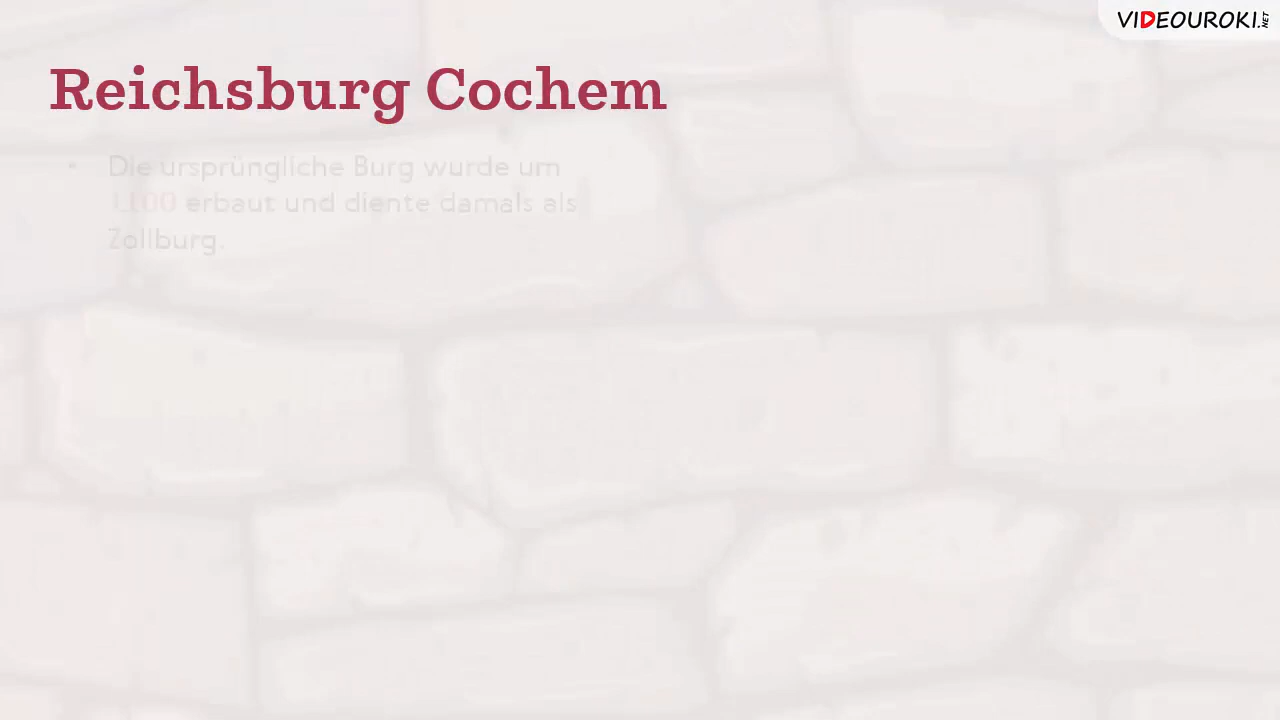 VIDEOUROKI.NET
Reichsburg Cochem
• Die ursprüngliche Burg wurde um
1100 erbaut und diente damals als
Zollburg.